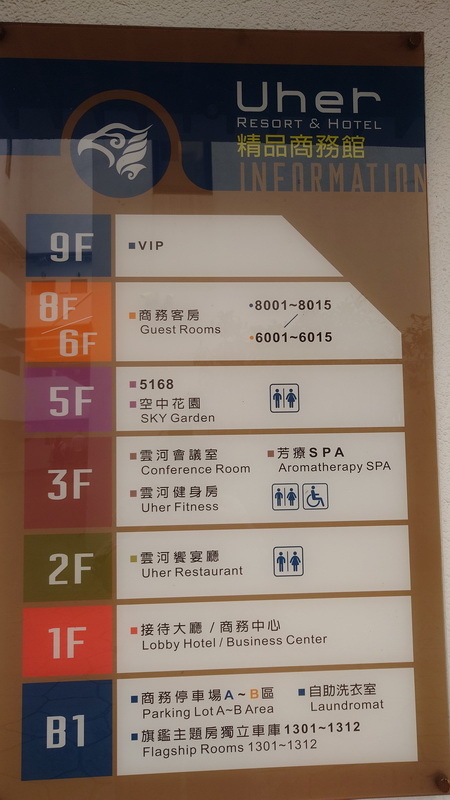 Uher
RESORT & HOTEL
精品商務館
INFORMATION
9F
VIP
8F
6F
商務客房
Guest Rooms
8001~8015
6001~6015
5F
5168
空中花園
SKY Garden
3F
雲河會議室
Conference Room
芳療SPA
Aromatherapy SPA
雲河健身房
Uher Fitness
2F
雲河饗宴廳
Uher Restaurant
1F
接待大廳 / 商務中心
Lobby Hotel / Business Center
B1
商務停車場A~B區
Parking Lot A~B Area
自助洗衣室
Laundromat
旗鑑主題房獨立車庫1301~1312
Flagship Rooms 1301~1312